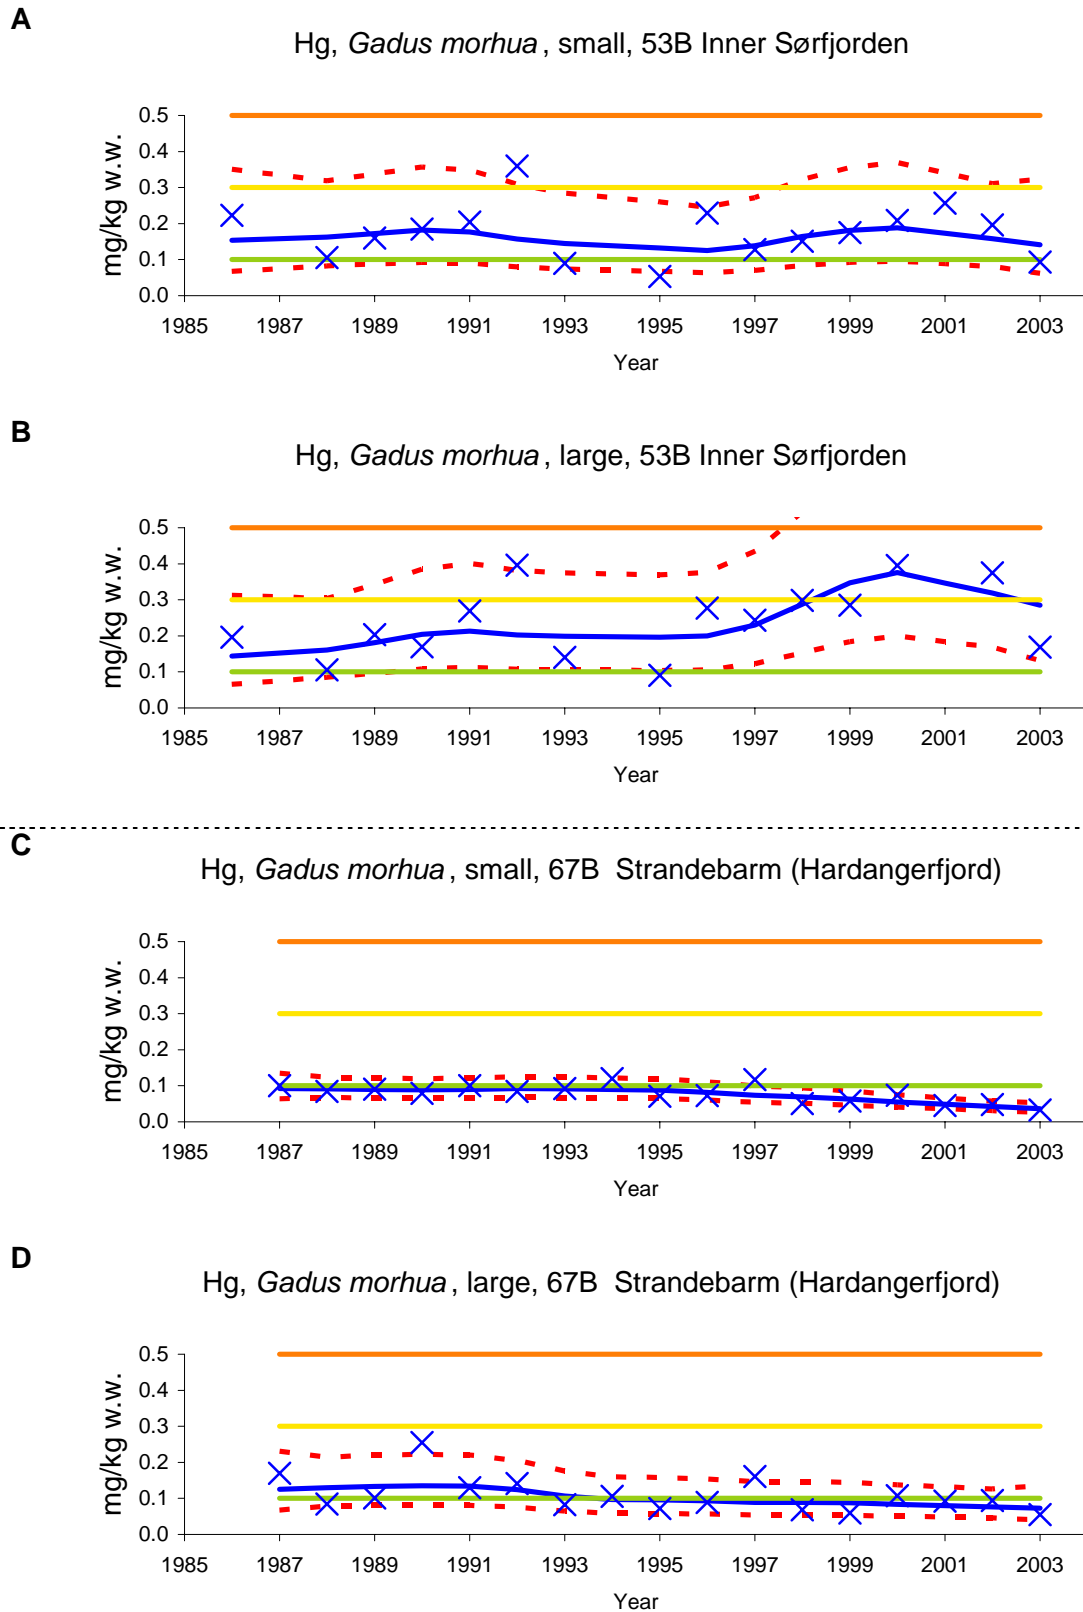 A
Hg, Gadus morhua, small, 53B Inner Sørfjorden
mg/kg w.w.
0.5
0.4
0.3
0.2
0.1
0.0
1985 1987 1989 1991 1993 1995 1997 1999 2001 2003
Year
B
Hg, Gadus morhua, large, 53B Inner Sørfjorden
mg/kg w.w.
0.5
0.4
0.3
0.2
0.1
0.0
1985 1987 1989 1991 1993 1995 1997 1999 2001 2003
Year
C
Hg, Gadus morhua, small, 67B Strandebarm (Hardangerfjord)
mg/kg w.w.
0.5
0.4
0.3
0.2
0.1
0.0
1985 1987 1989 1991 1993 1995 1997 1999 2001 2003
Year
D
Hg, Gadus morhua, large, 67B Strandebarm (Hardangerfjord)
mg/kg w.w.
0.5
0.4
0.3
0.2
0.1
0.0
1985 1987 1989 1991 1993 1995 1997 1999 2001 2003
Year